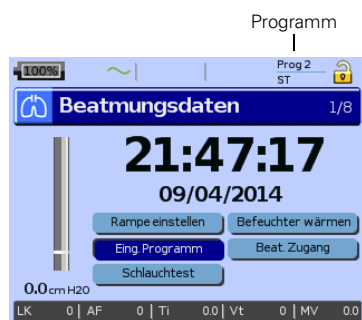 Programm
100%
Prog 2
ST
Beatmungsdaten 1/8
21:47:17
09/04/2014
Rampe einstellen Befeuchter wärmen
Eing. Programm Beat. Zugang
Schlauchtest
0.0 cm H2O
LK 0 AF 0 Ti 0.0 Vt 0 MV 0.0